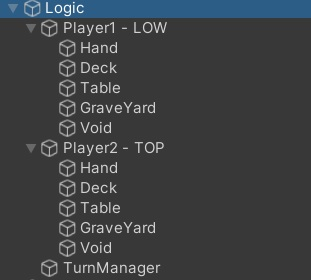 Logic
Player1 - LOW
Hand
Deck
Table
GraveYard
Void
Player2 - TOP
Hand
Deck
Table
GraveYard
Void
TurnManager